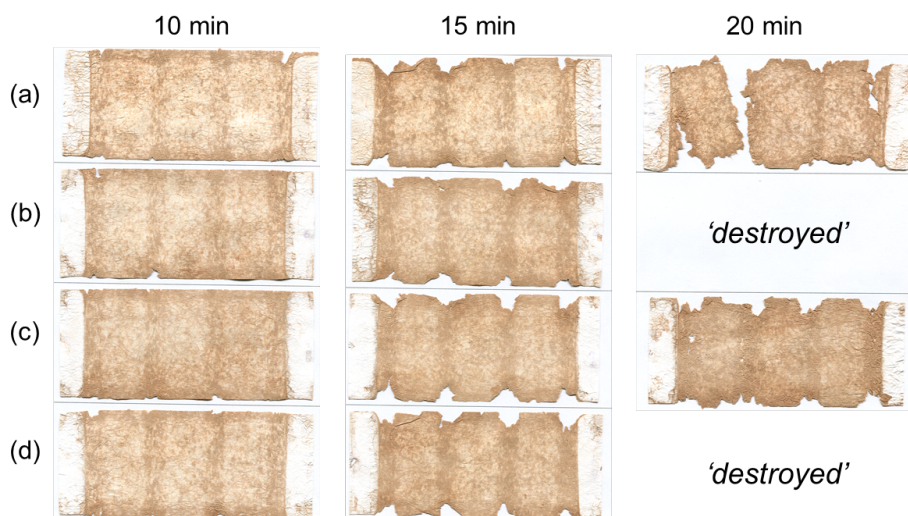 10 min 15 min 20 min
(a)
(b) ‘destroyed’
(c)
(d) ‘destroyed’